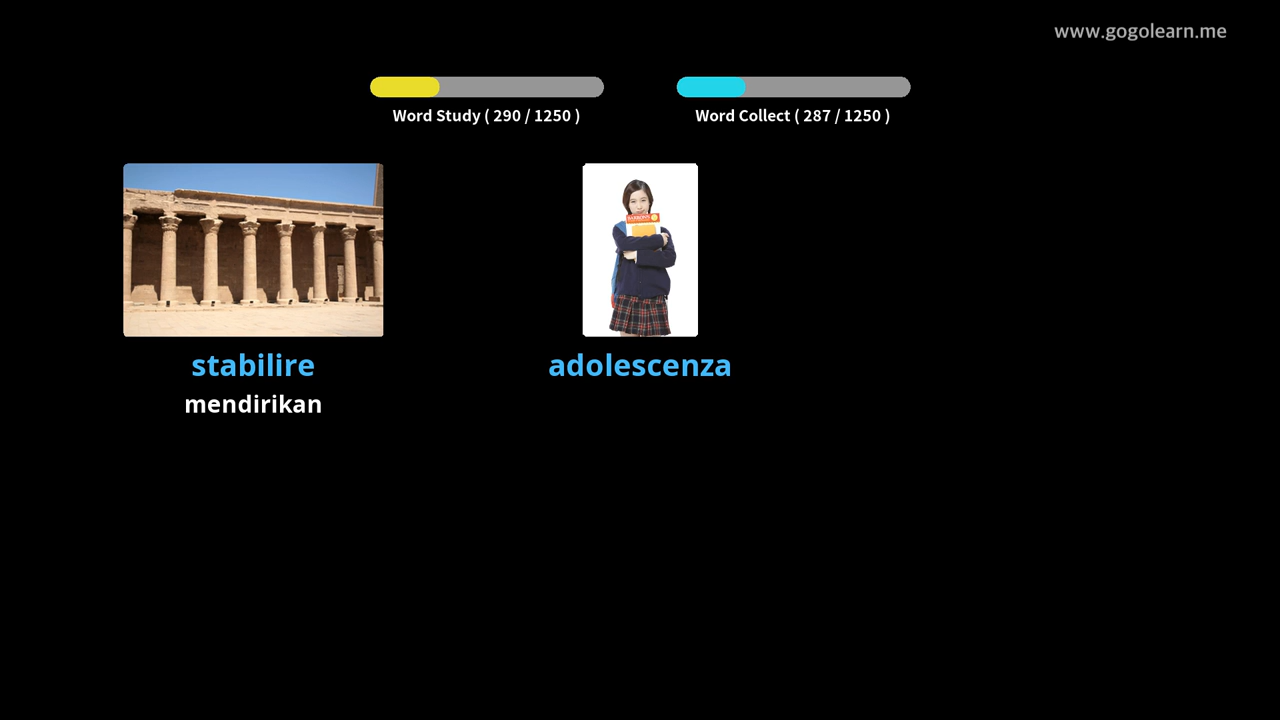 www.gogolearn.me
Word Study ( 290 / 1250 )
Word Collect ( 287 / 1250 )
stabilire
mendirikan
adolescenza